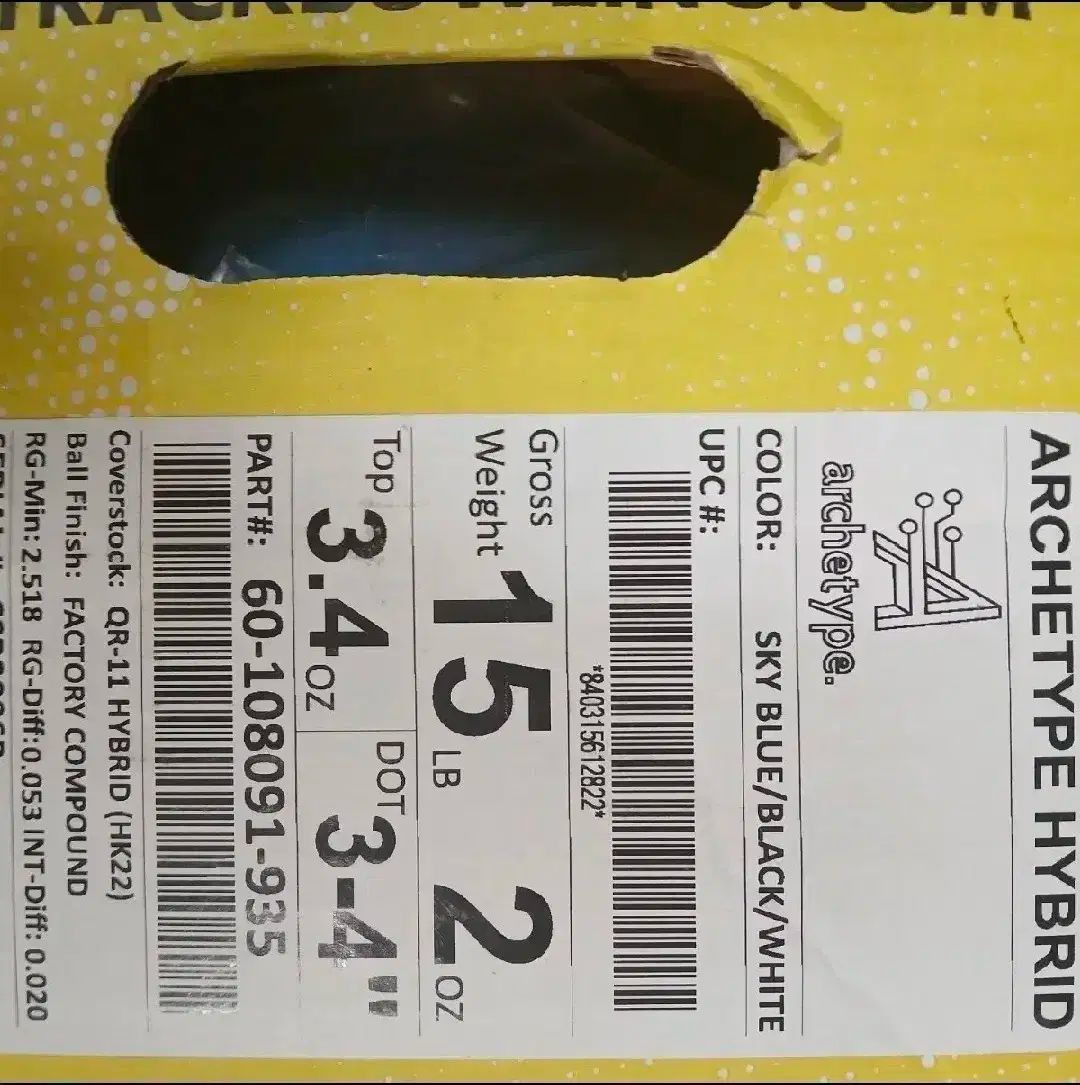 TRACKBOWLING.COM
ARCHETYPE HYBRID
archetype.
COLOR: SKY BLUE/BLACK/WHITE
UPC #:
*840315612822*
Gross Weight 15 LB 2 OZ
Top 3.4 OZ DOT 3-4"
PART#: 60-108091-935
Coverstock: QR-11 HYBRID (HK22)
Ball Finish: FACTORY COMPOUND
RG-Min: 2.518 RG-Diff:0.053 INT-Diff: 0.020